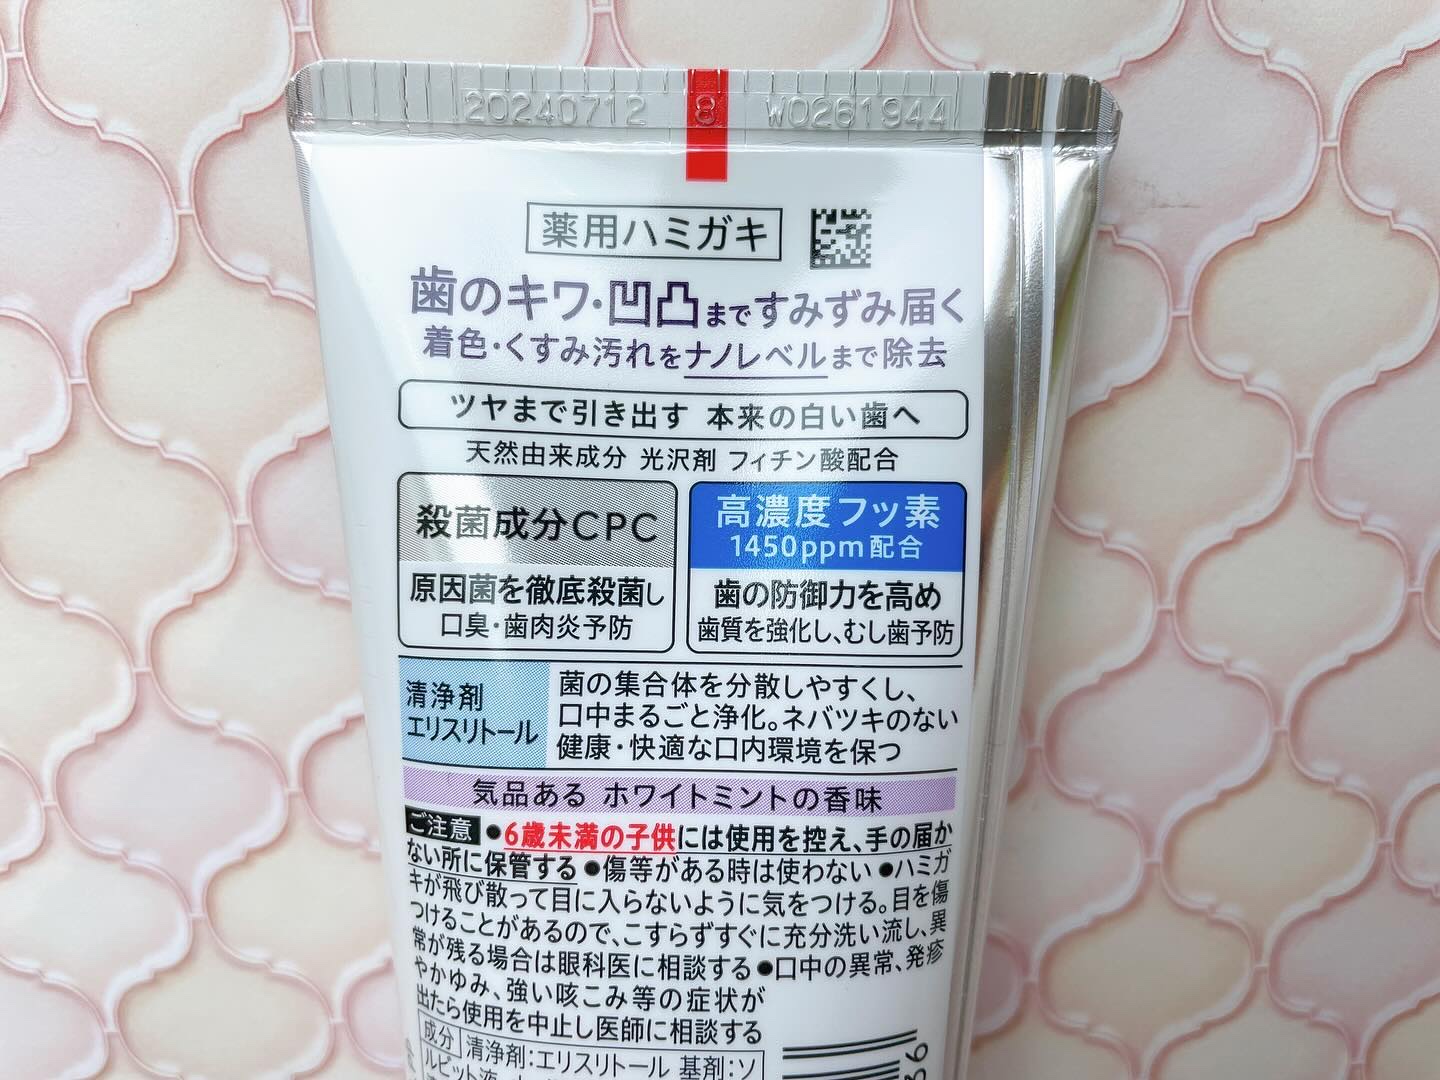 20240712 8 W0261944
薬用ハミガキ
歯のキワ・凹凸まですみずみ届く
着色・くすみ汚れをナノレベルまで除去
ツヤまで引き出す 本来の白い歯へ
天然由来成分 光沢剤 フィチン酸配合
殺菌成分CPC
原因菌を徹底殺菌し
口臭・歯肉炎予防
高濃度フッ素
1450ppm配合
歯の防御力を高め
歯質を強化し、むし歯予防
清浄剤
エリスリトール
菌の集合体を分散しやすくし、
口中まるごと浄化。ネバツキのない
健康・快適な口内環境を保つ
気品ある ホワイトミントの香味
ご注意 ●6歳未満の子供には使用を控え、手の届か
ない所に保管する ●傷等がある時は使わない ●ハミガ
キが飛び散って目に入らないように気をつける。目を傷
つけることがあるので、こすらずすぐに充分洗い流し、異
常が残る場合は眼科医に相談する ●口中の異常、発疹
やかゆみ、強い咳こみ等の症状が
出たら使用を中止し医師に相談する
成分 清浄剤：エリスリトール 基剤：ソ
ルビット液